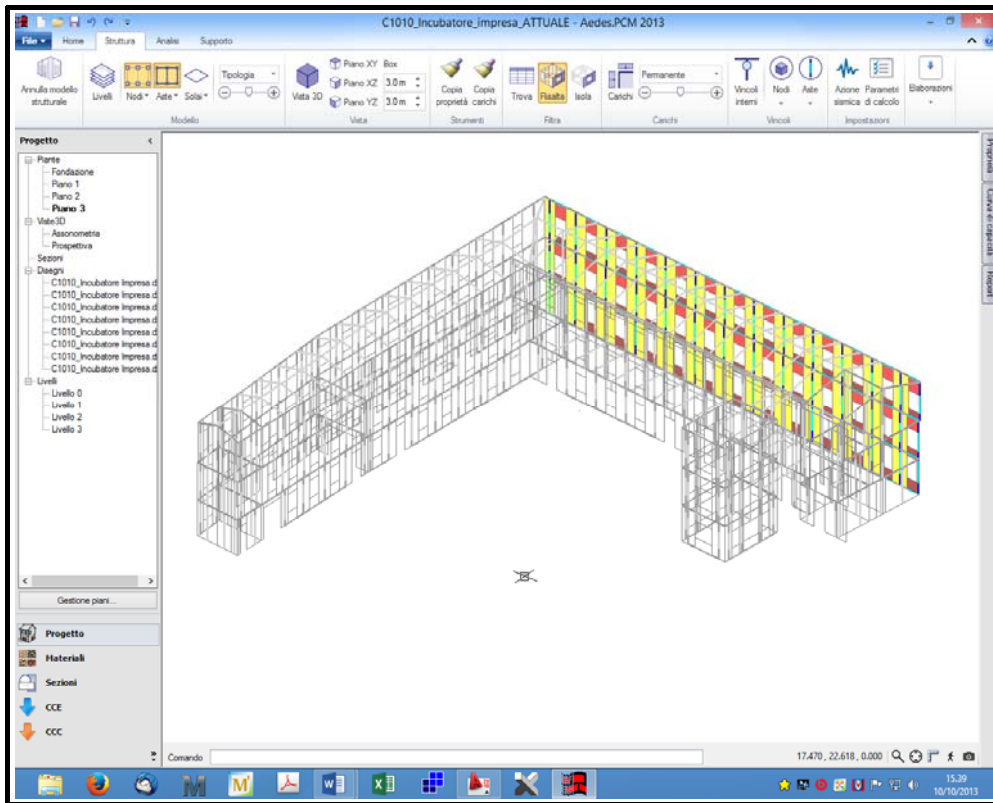 C1010_Incubatore_impresa_ATTUALE - Aedes.PCM 2013
File Home Struttura Analisi Supporto
Annulla modello strutturale
Livelli
Nodi
Aste
Solai
Tipologia
Modello
Vista 3D
Piano XY Box
Piano XZ 3.0 m
Piano YZ 3.0 m
Vista
Copia proprietà
Copia carichi
Strumenti
Trova
Risalta
Isola
Filtra
Carichi
Permanente
Carichi
Vincoli interni
Nodi
Aste
Vincoli
Azione sismica
Parametri di calcolo
Impostazioni
Elaborazioni
Progetto
Piante
Fondazione
Piano 1
Piano 2
Piano 3
Viste3D
Assonometria
Prospettiva
Sezioni
Disegni
C1010_Incubatore Impresa.d
C1010_Incubatore Impresa.d
C1010_Incubatore Impresa.d
C1010_Incubatore Impresa.d
C1010_Incubatore Impresa.d
C1010_Incubatore Impresa.d
C1010_Incubatore Impresa.d
Livelli
Livello 0
Livello 1
Livello 2
Livello 3
Gestione piani...
Progetto
Materiali
Sezioni
CCE
CCC
Proprietà
Curva di capacità
Report
Comando
17.470, 22.618, 0.000
15.39
10/10/2013